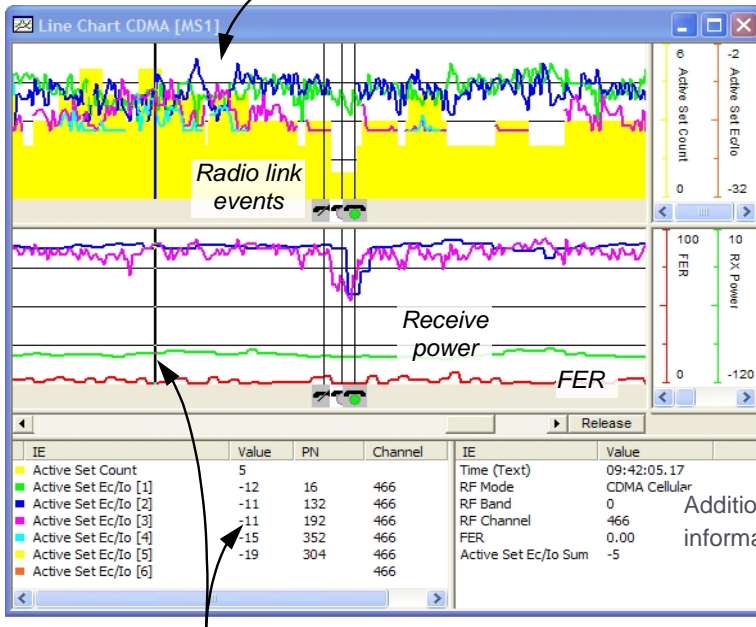 Line Chart CDMA [MS1]
6
Active Set Count
0
-2
Active Set Ec/Io
-32
Radio link
events
100
FER
0
10
RX Power
-120
Receive
power
FER
Release
IE Value PN Channel
Active Set Count 5
Active Set Ec/Io [1] -12 16 466
Active Set Ec/Io [2] -11 132 466
Active Set Ec/Io [3] -11 192 466
Active Set Ec/Io [4] -15 352 466
Active Set Ec/Io [5] -19 304 466
Active Set Ec/Io [6] 466
IE Value
Time (Text) 09:42:05.17
RF Mode CDMA Cellular
RF Band 0
RF Channel 466
FER 0.00
Active Set Ec/Io Sum -5
Additio
informa